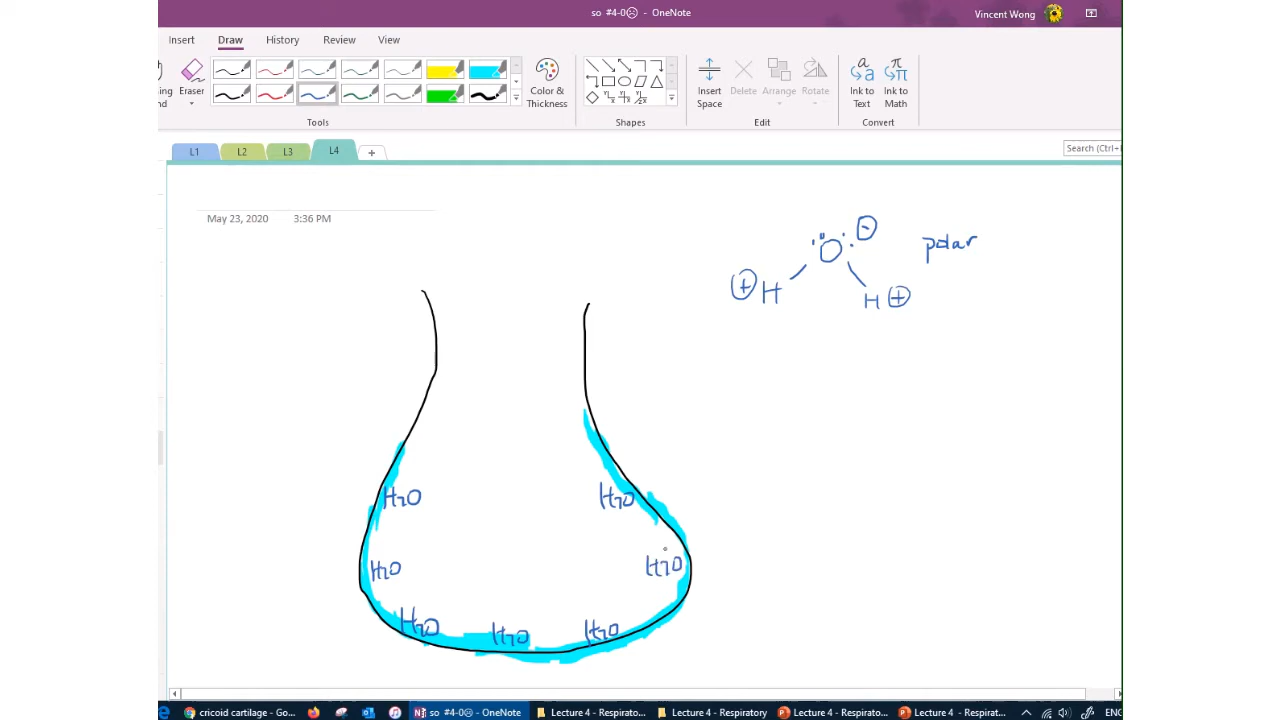 so #4-0☹ - OneNote
Vincent Wong
Insert Draw History Review View
Eraser
Color & Thickness
Insert Space
Delete
Arrange
Rotate
Ink to Text
Ink to Math
Tools
Shapes
Edit
Convert
L1 L2 L3 L4 +
Search (Ctrl+
May 23, 2020 3:36 PM
O - polar
+ H H +
H2O H2O
H2O H2O
H2O H2O H2O
cricoid cartilage - Go... so #4-0☹ - OneNote Lecture 4 - Respirato... Lecture 4 - Respiratory Lecture 4 - Respirato... Lecture 4 - Respirat... ENG